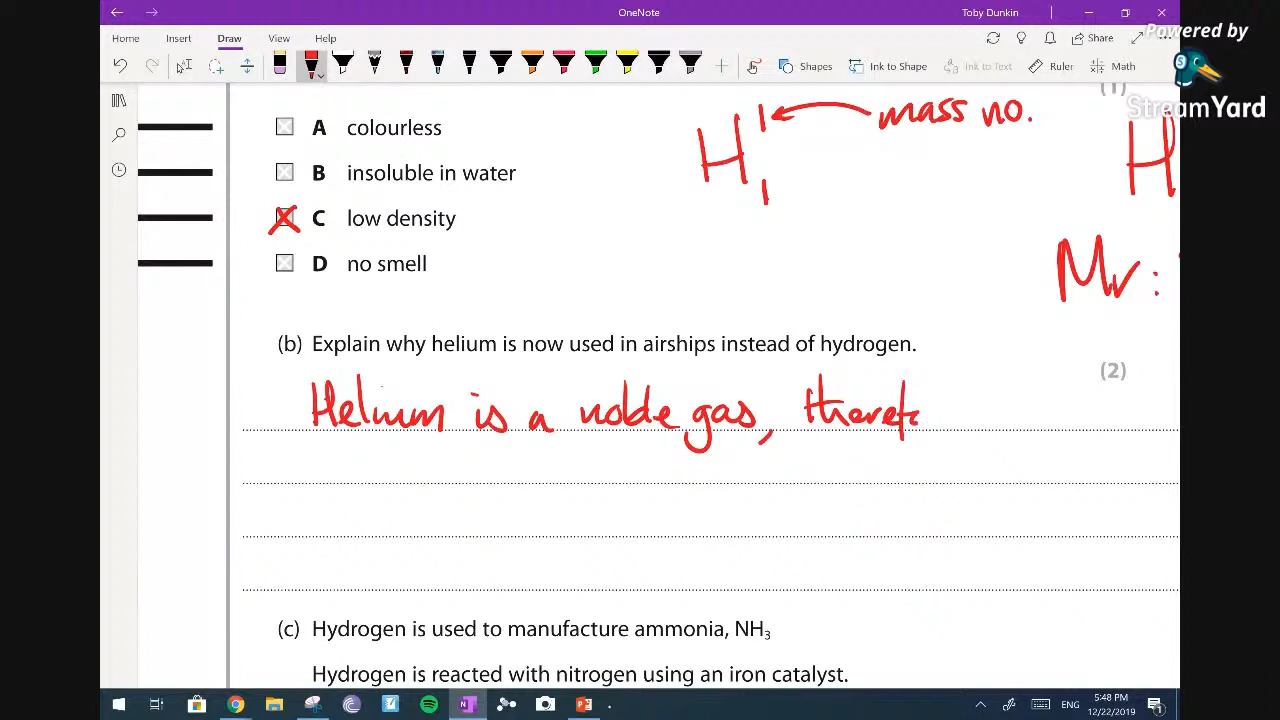 OneNote
Toby Dunkin
Powered by
StreamYard
Home Insert Draw View Help
Share
Shapes Ink to Shape Ink to Text Ruler Math
(1)
A colourless
B insoluble in water
C low density
D no smell
H 1 1 mass no.
H
Mr:
(b) Explain why helium is now used in airships instead of hydrogen.
(2)
Helium is a noble gas, theref
(c) Hydrogen is used to manufacture ammonia, NH₃
Hydrogen is reacted with nitrogen using an iron catalyst.
ENG
5:48 PM
12/22/2019